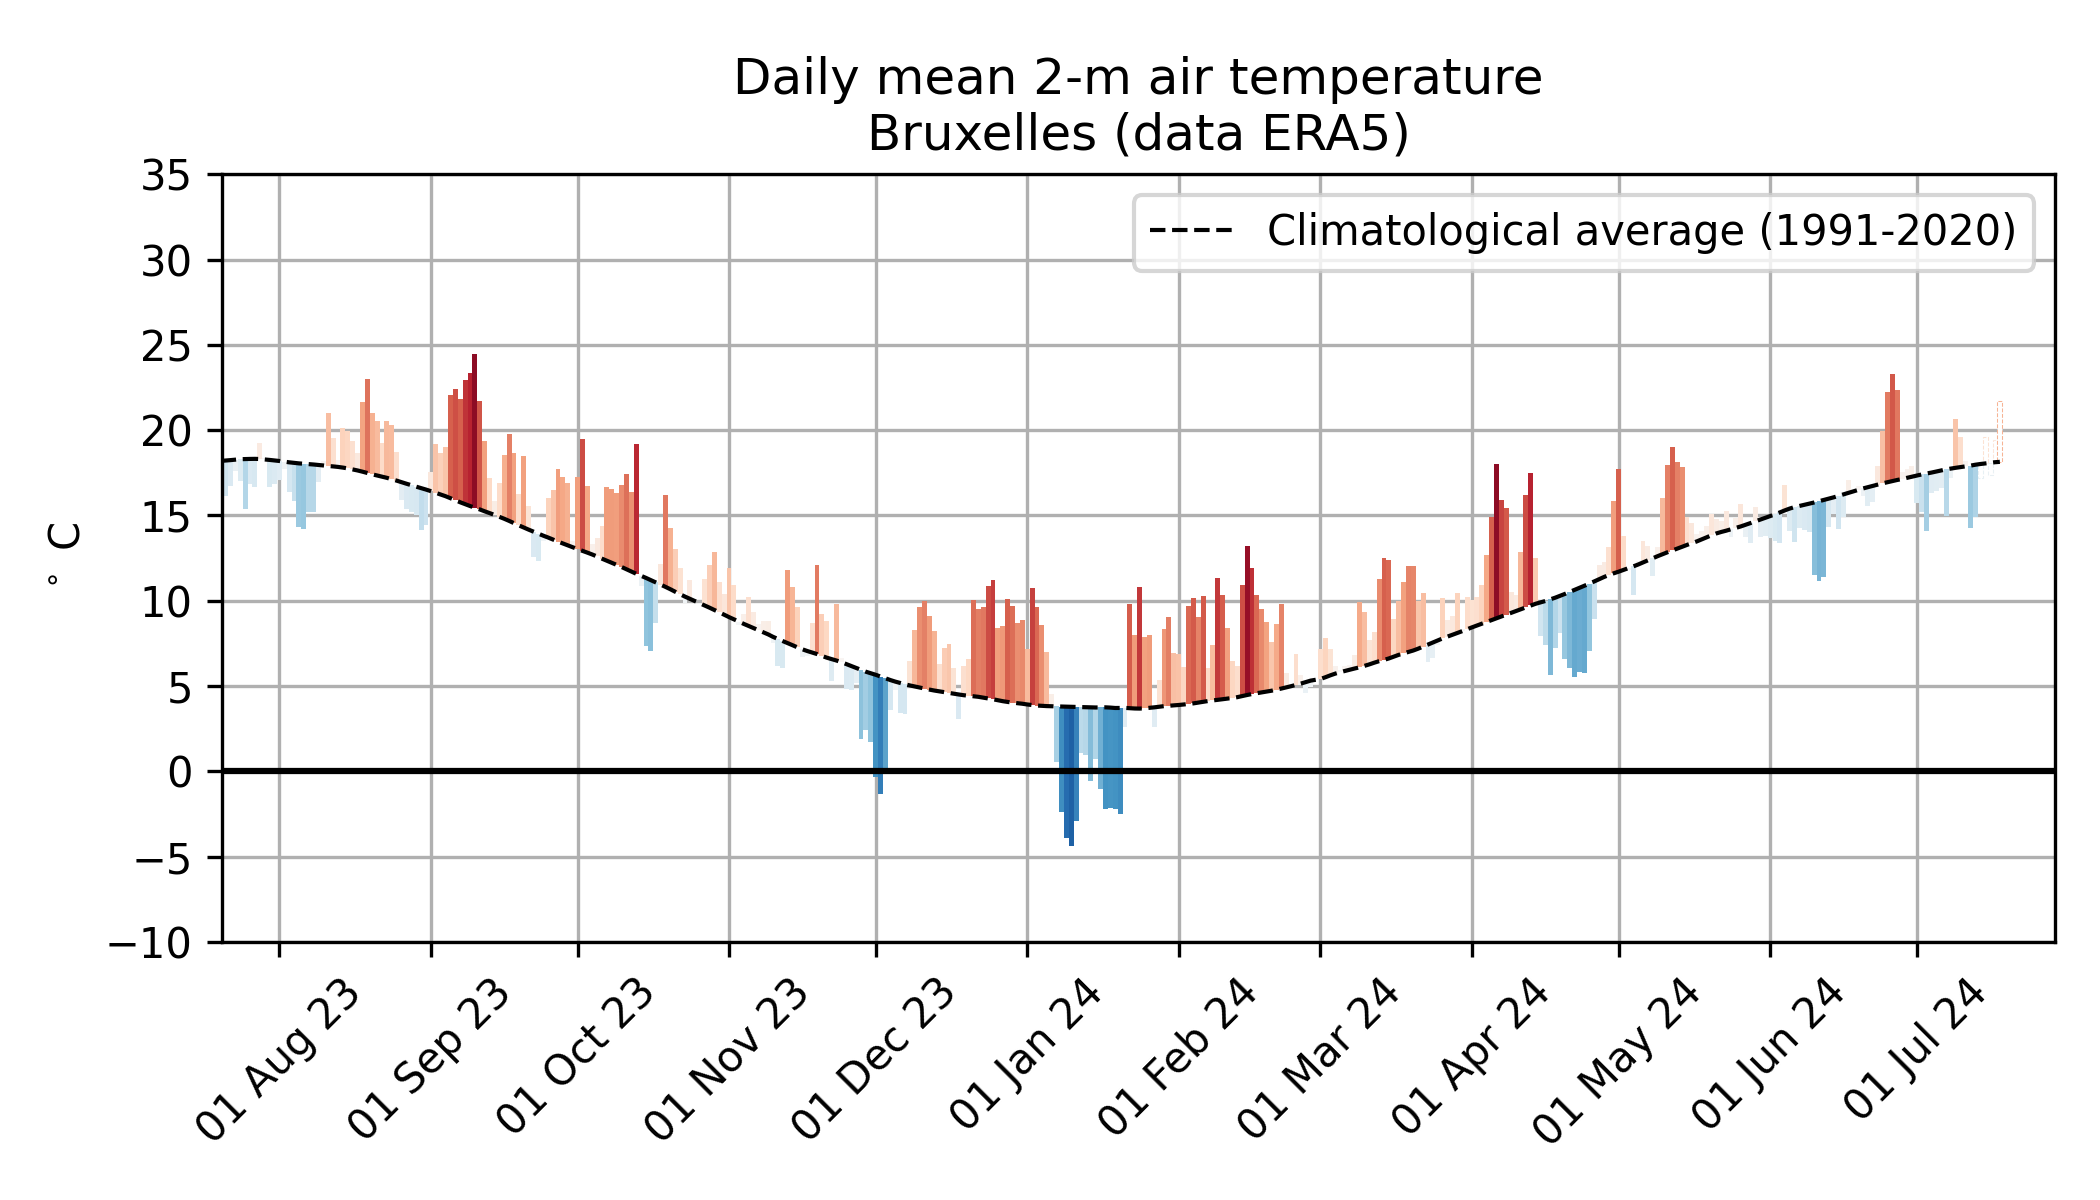 Daily mean 2-m air temperature
Bruxelles (data ERA5)
Climatological average (1991-2020)
35
30
25
20
15
10
5
0
−5
−10
° C
01 Aug 23
01 Sep 23
01 Oct 23
01 Nov 23
01 Dec 23
01 Jan 24
01 Feb 24
01 Mar 24
01 Apr 24
01 May 24
01 Jun 24
01 Jul 24